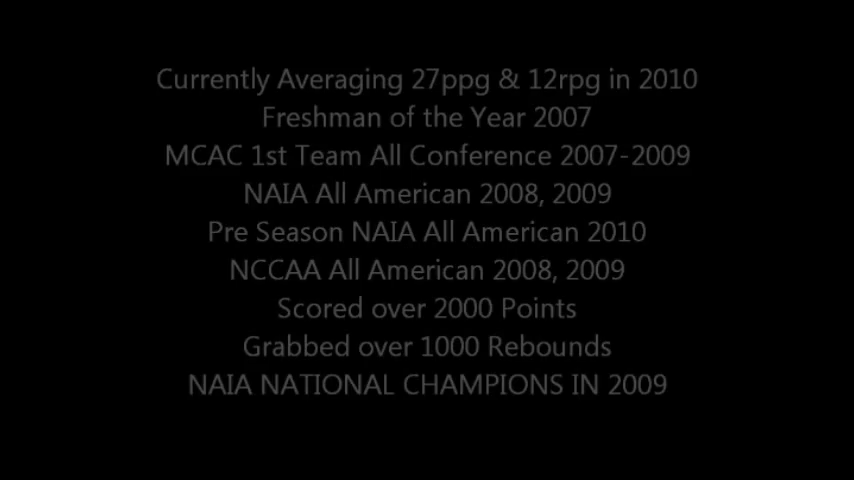 Currently Averaging 27ppg & 12rpg in 2010
Freshman of the Year 2007
MCAC 1st Team All Conference 2007-2009
NAIA All American 2008, 2009
Pre Season NAIA All American 2010
NCCAA All American 2008, 2009
Scored over 2000 Points
Grabbed over 1000 Rebounds
NAIA NATIONAL CHAMPIONS IN 2009